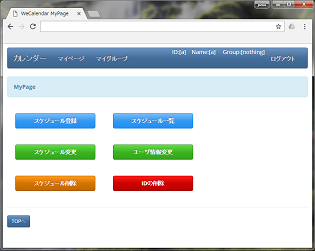 WeCalendar MyPage
ID:[a] Name:[a] Group:[nothing]
カレンダー マイページ マイグループ ログアウト
MyPage
スケジュール登録 スケジュール一覧
スケジュール変更 ユーザ情報変更
スケジュール削除 IDの削除
TOPへ